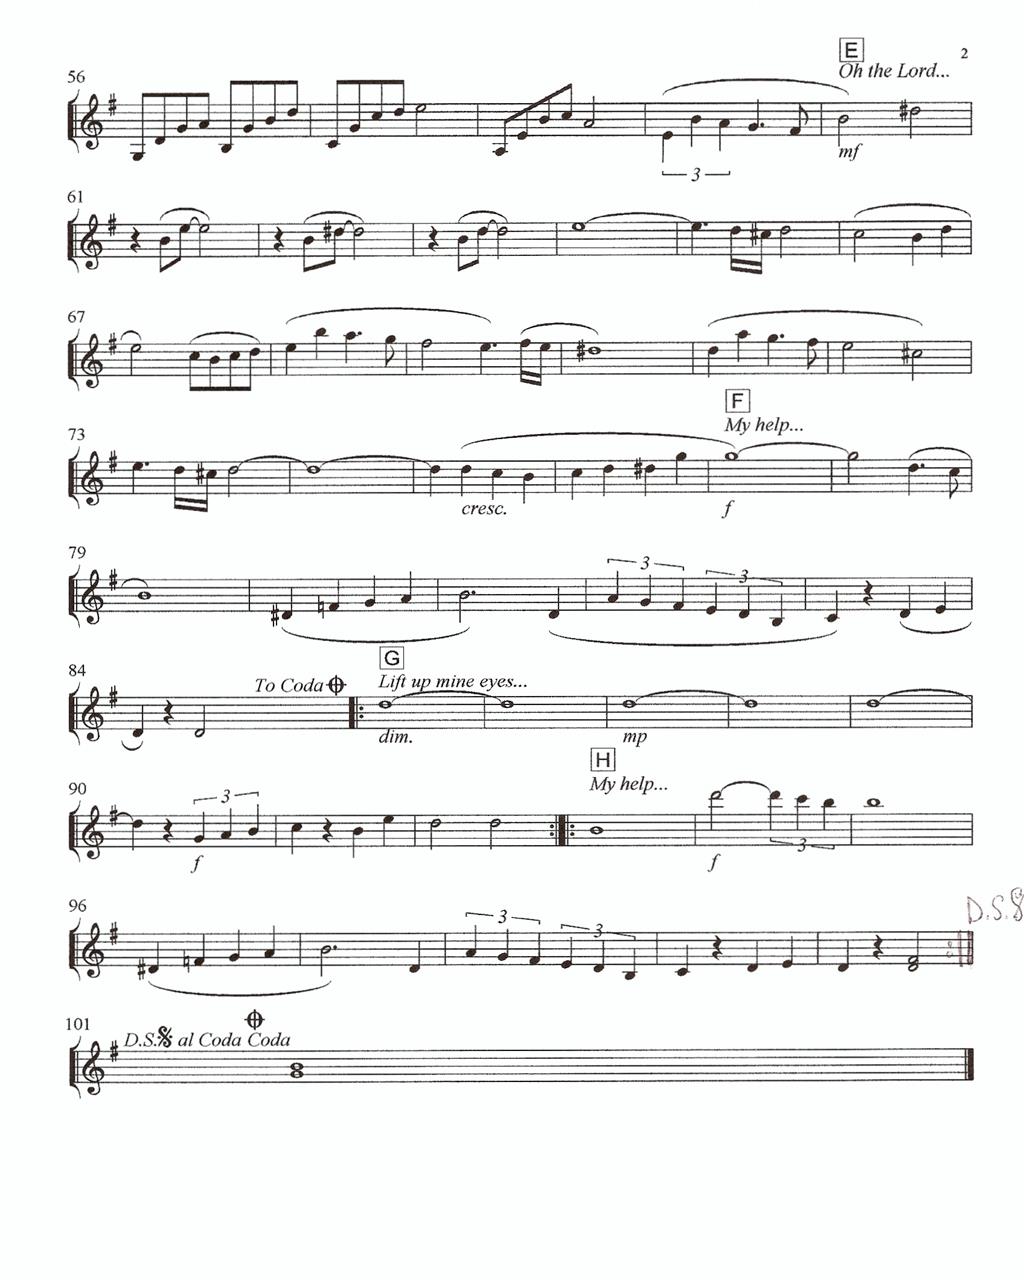 E
2
Oh the Lord...
56
3
mf
61
67
F
My help...
73
cresc.
f
79
3
3
G
84
To Coda
Lift up mine eyes...
dim.
mp
H
My help...
90
3
f
f
3
D.S.
96
3
3
101
D.S. al Coda Coda